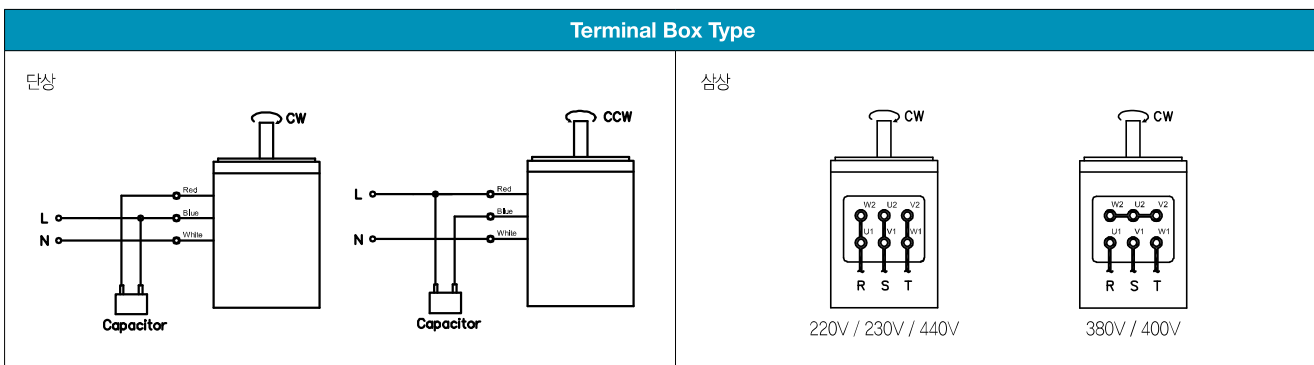 Terminal Box Type
단상
CW
Red
Blue
White
L
N
Capacitor
CCW
Red
Blue
White
L
N
Capacitor
삼상
CW
W2 U2 V2
U1 V1 W1
R S T
220V / 230V / 440V
CW
W2 U2 V2
U1 V1 W1
R S T
380V / 400V